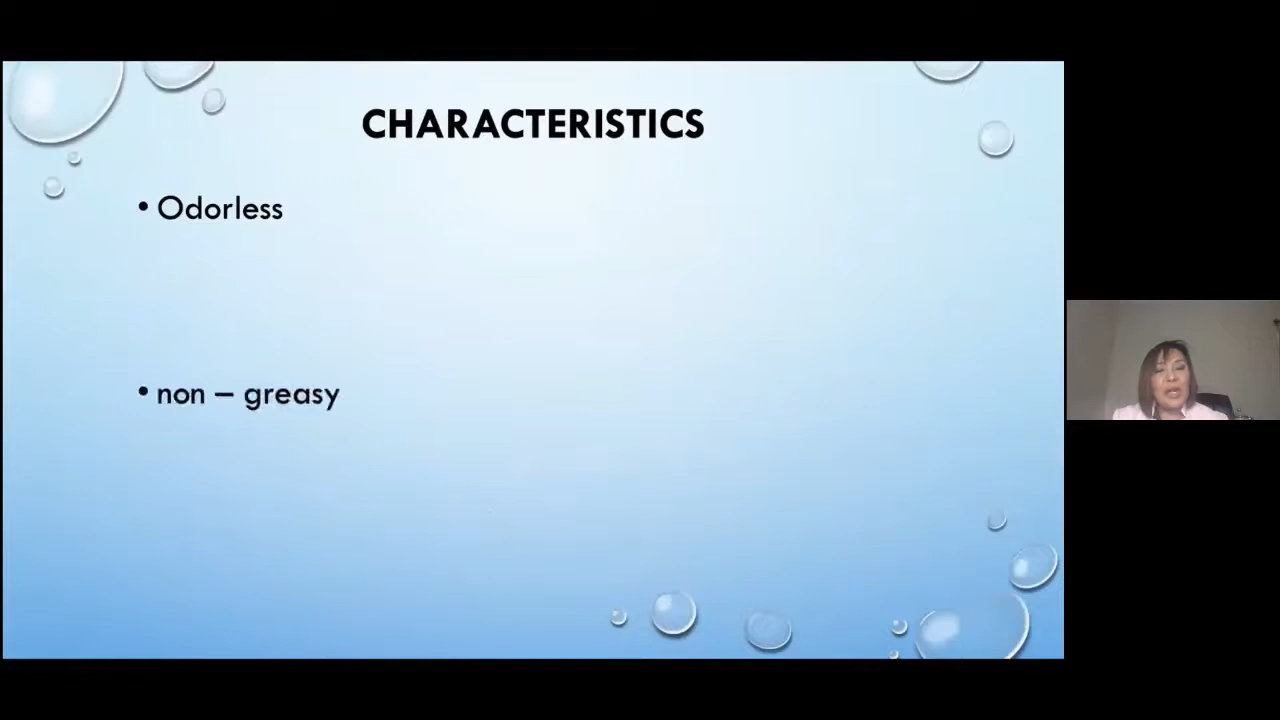 CHARACTERISTICS
• Odorless
• non – greasy